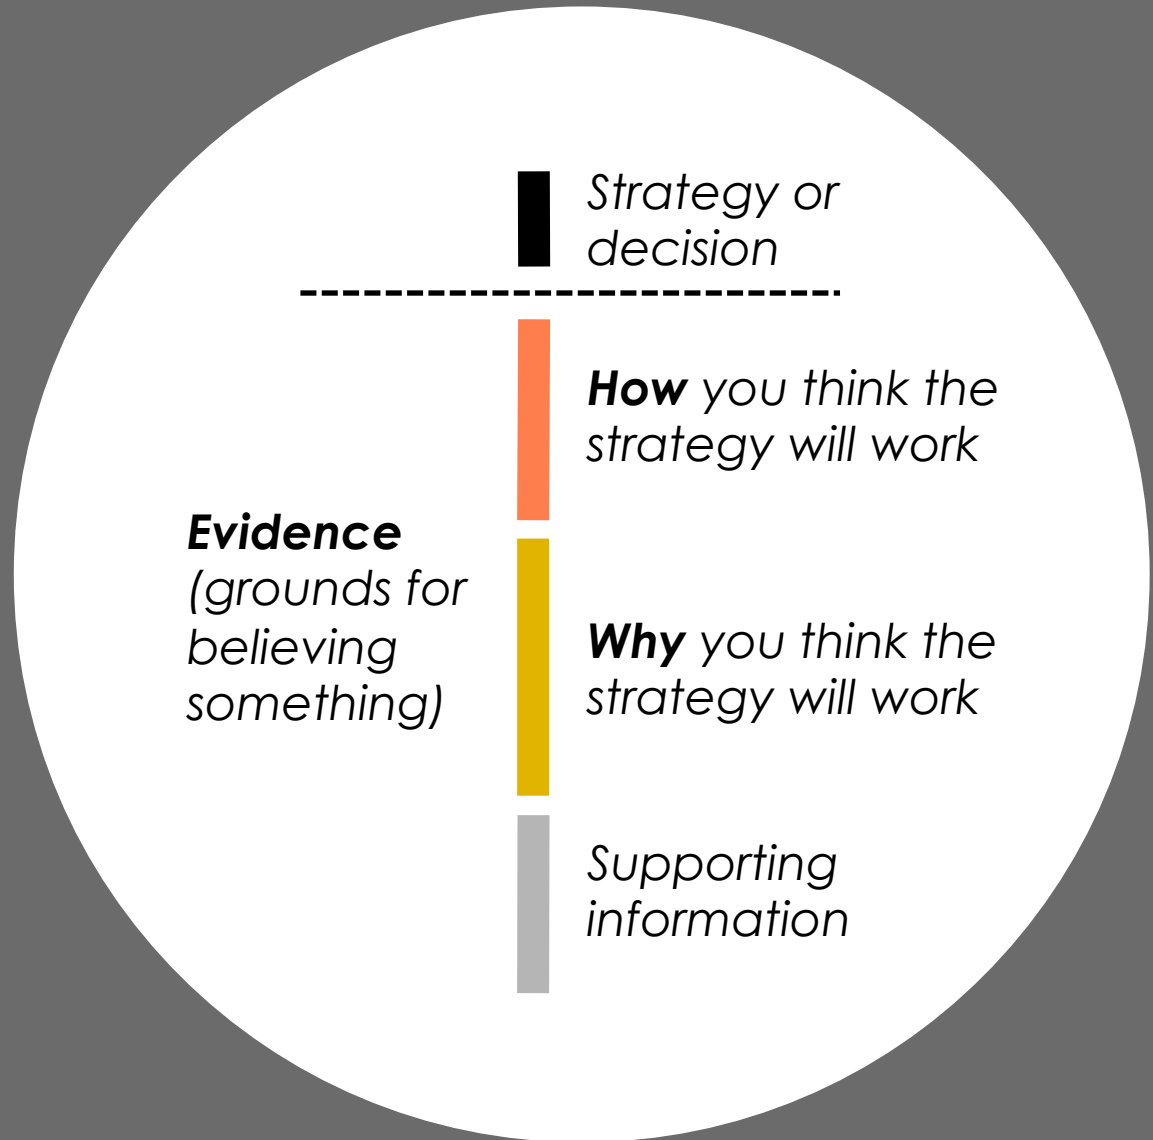 Strategy or
decision
How you think the
strategy will work
Evidence
(grounds for
believing
something)
Why you think the
strategy will work
Supporting
information